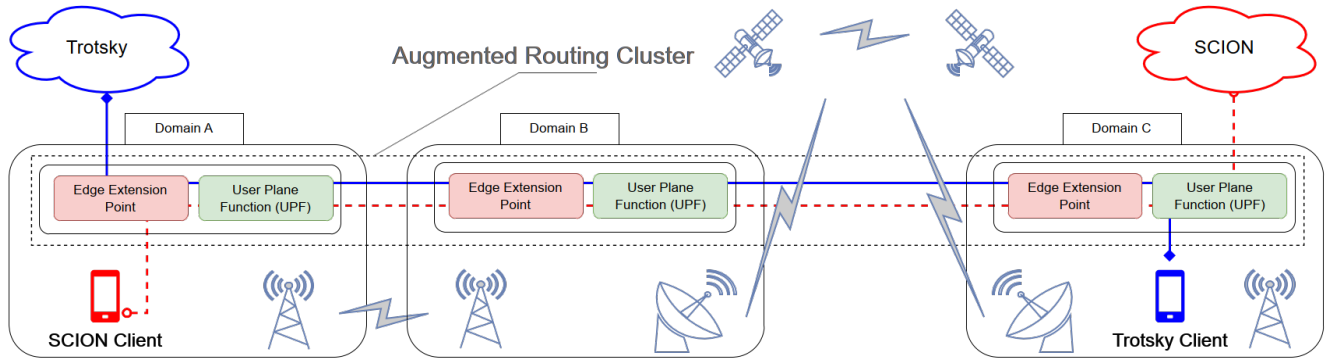 Trotsky
Augmented Routing Cluster
SCION
Domain A
Domain B
Domain C
Edge Extension
Point
User Plane
Function (UPF)
Edge Extension
Point
User Plane
Function (UPF)
Edge Extension
Point
User Plane
Function (UPF)
SCION Client
Trotsky Client